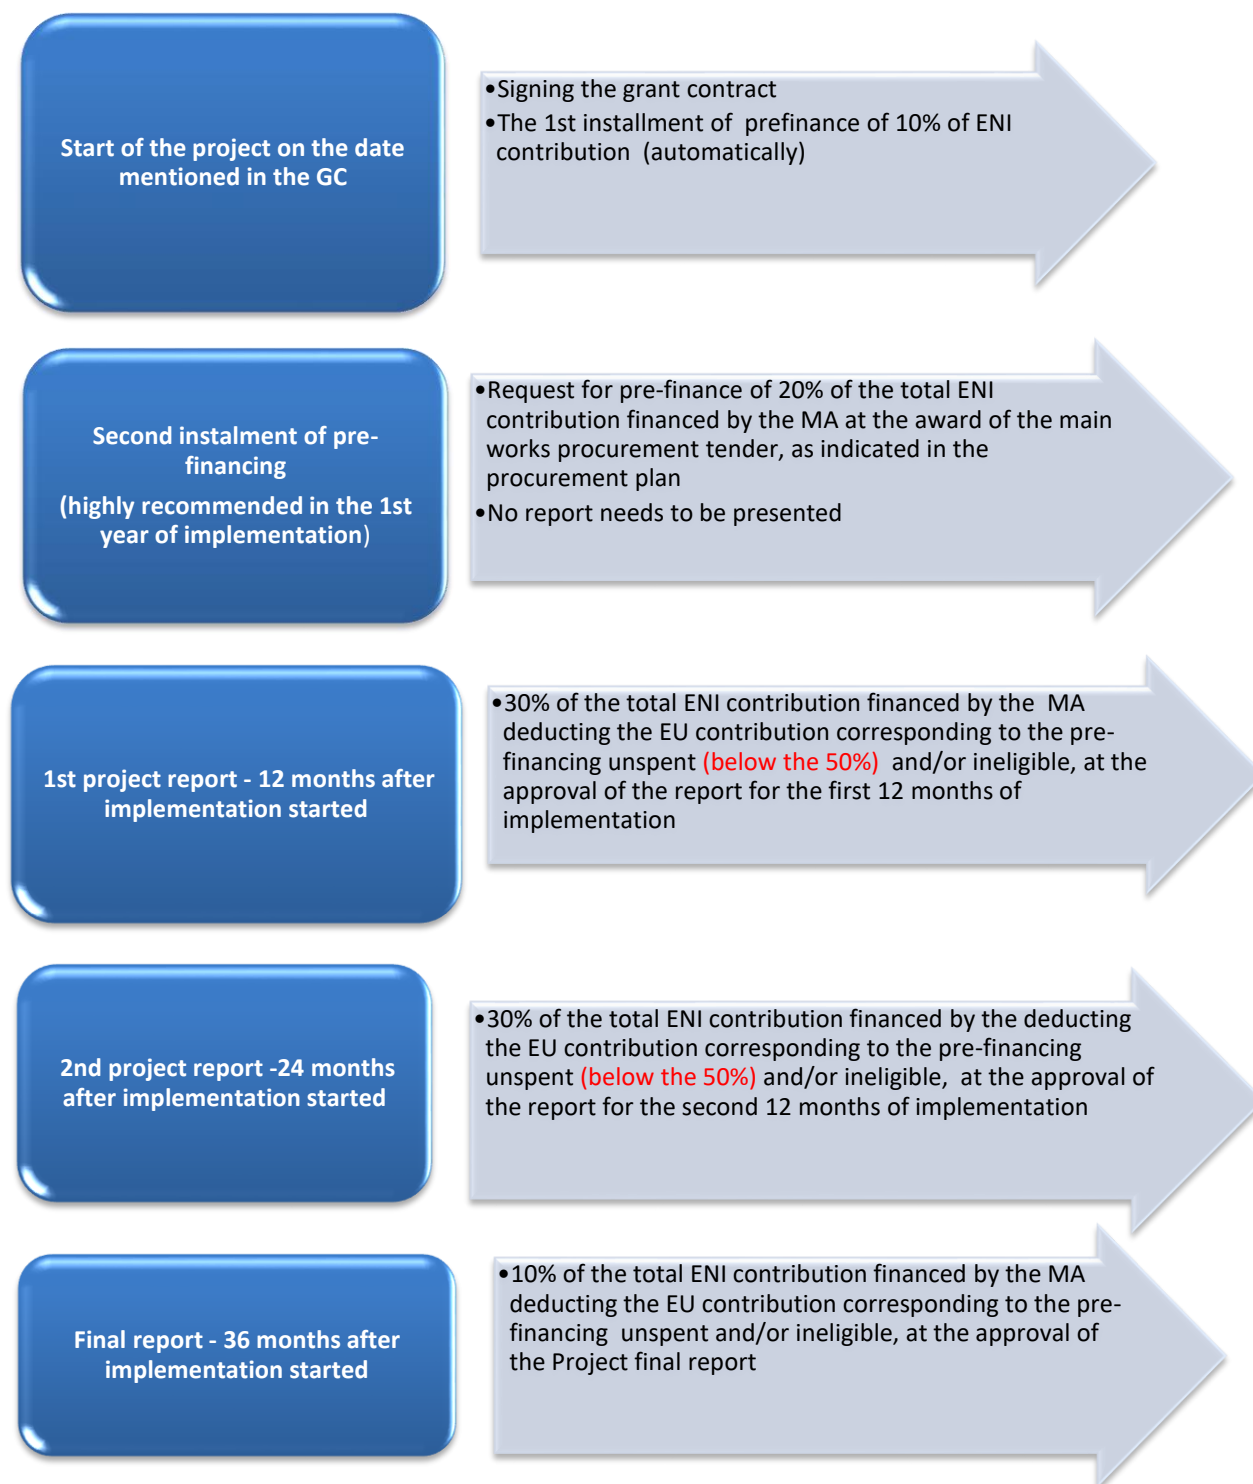 Start of the project on the date
mentioned in the GC
•Signing the grant contract
•The 1st installment of prefinance of 10% of ENI
contribution (automatically)
Second instalment of pre-
financing
(highly recommended in the 1st
year of implementation)
•Request for pre-finance of 20% of the total ENI
contribution financed by the MA at the award of the main
works procurement tender, as indicated in the
procurement plan
•No report needs to be presented
1st project report - 12 months after
implementation started
•30% of the total ENI contribution financed by the MA
deducting the EU contribution corresponding to the pre-
financing unspent (below the 50%) and/or ineligible, at the
approval of the report for the first 12 months of
implementation
2nd project report -24 months
after implementation started
•30% of the total ENI contribution financed by the deducting
the EU contribution corresponding to the pre-financing
unspent (below the 50%) and/or ineligible, at the approval of
the report for the second 12 months of implementation
Final report - 36 months after
implementation started
•10% of the total ENI contribution financed by the MA
deducting the EU contribution corresponding to the pre-
financing unspent and/or ineligible, at the approval of
the Project final report